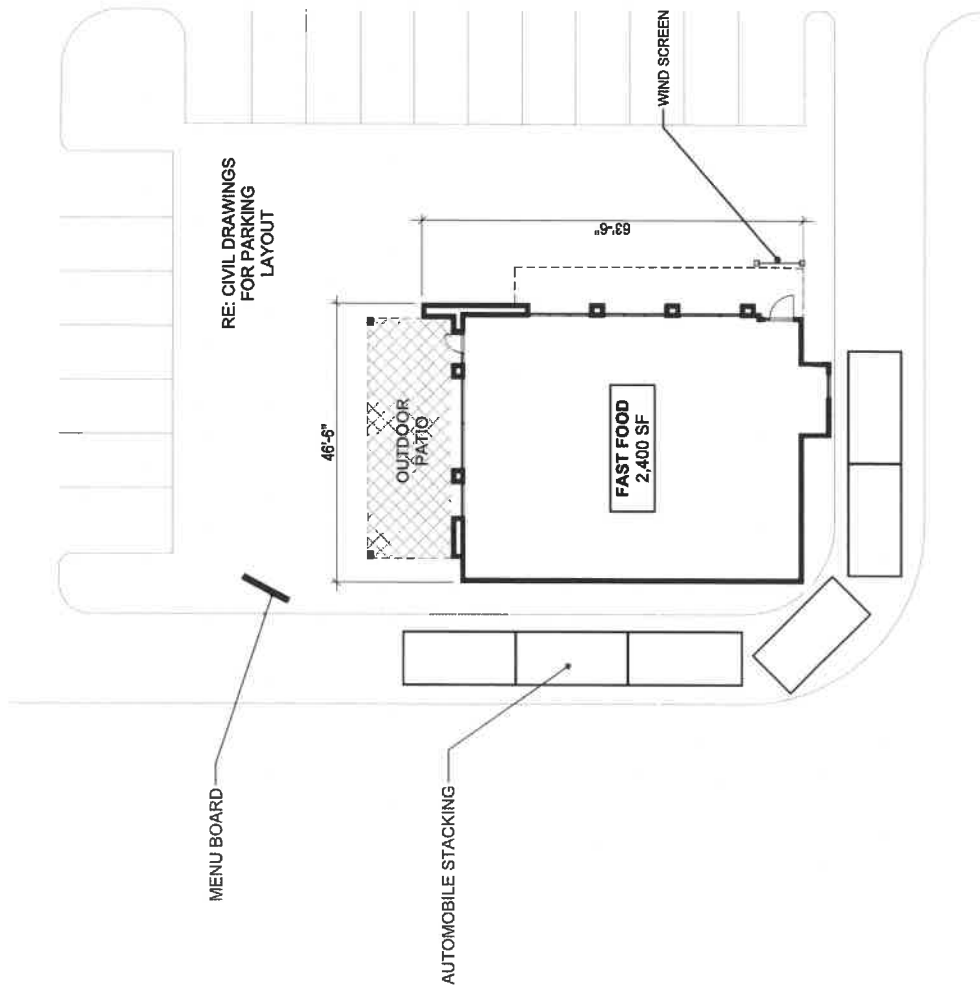 RE: CIVIL DRAWINGS
FOR PARKING
LAYOUT
WIND SCREEN
63'-6"
46'-6"
OUTDOOR
PATIO
FAST FOOD
2,400 SF
MENU BOARD
AUTOMOBILE STACKING